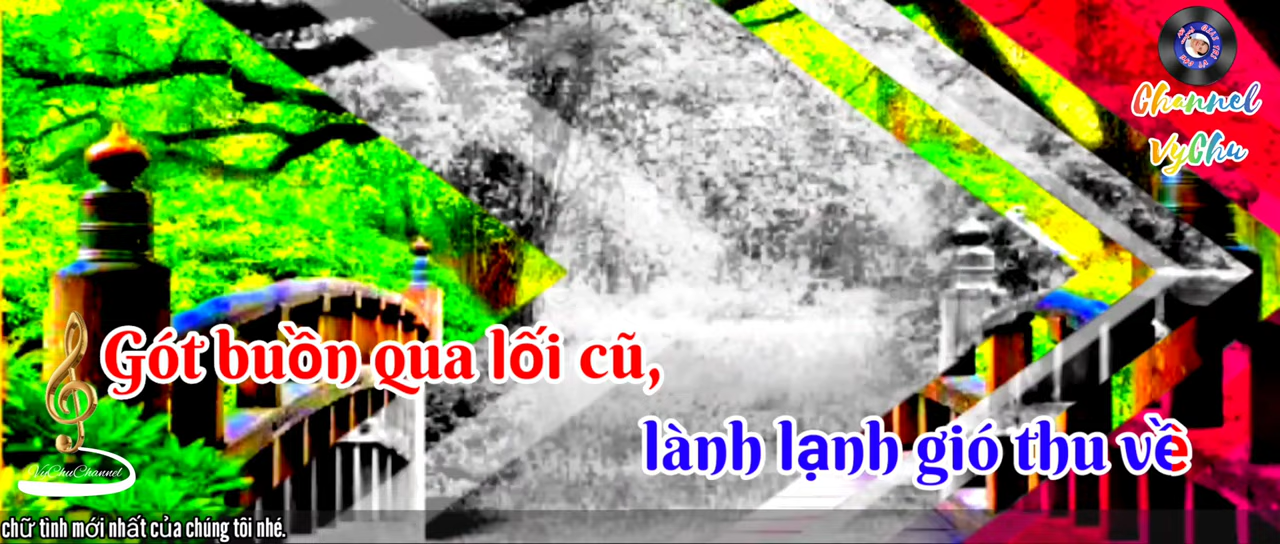 Channel
VyChu
Gót buồn qua lối cũ,
lành lạnh gió thu về
VyChuChannel
chữ tình mới nhất của chúng tôi nhé.